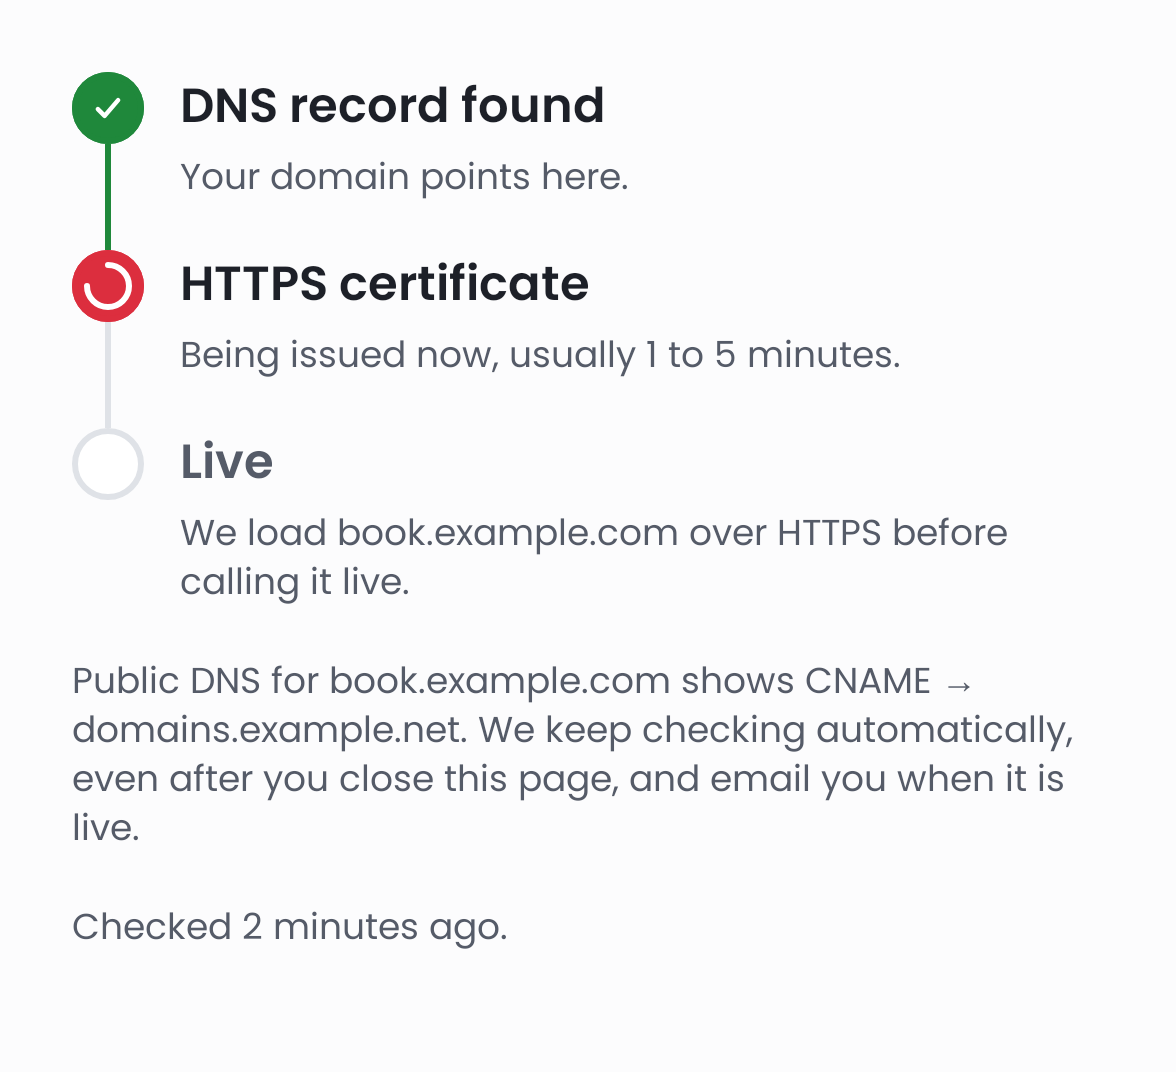 DNS record found
Your domain points here.
HTTPS certificate
Being issued now, usually 1 to 5 minutes.
Live
We load book.example.com over HTTPS before
calling it live.
Public DNS for book.example.com shows CNAME →
domains.example.net. We keep checking automatically,
even after you close this page, and email you when it is
live.
Checked 2 minutes ago.